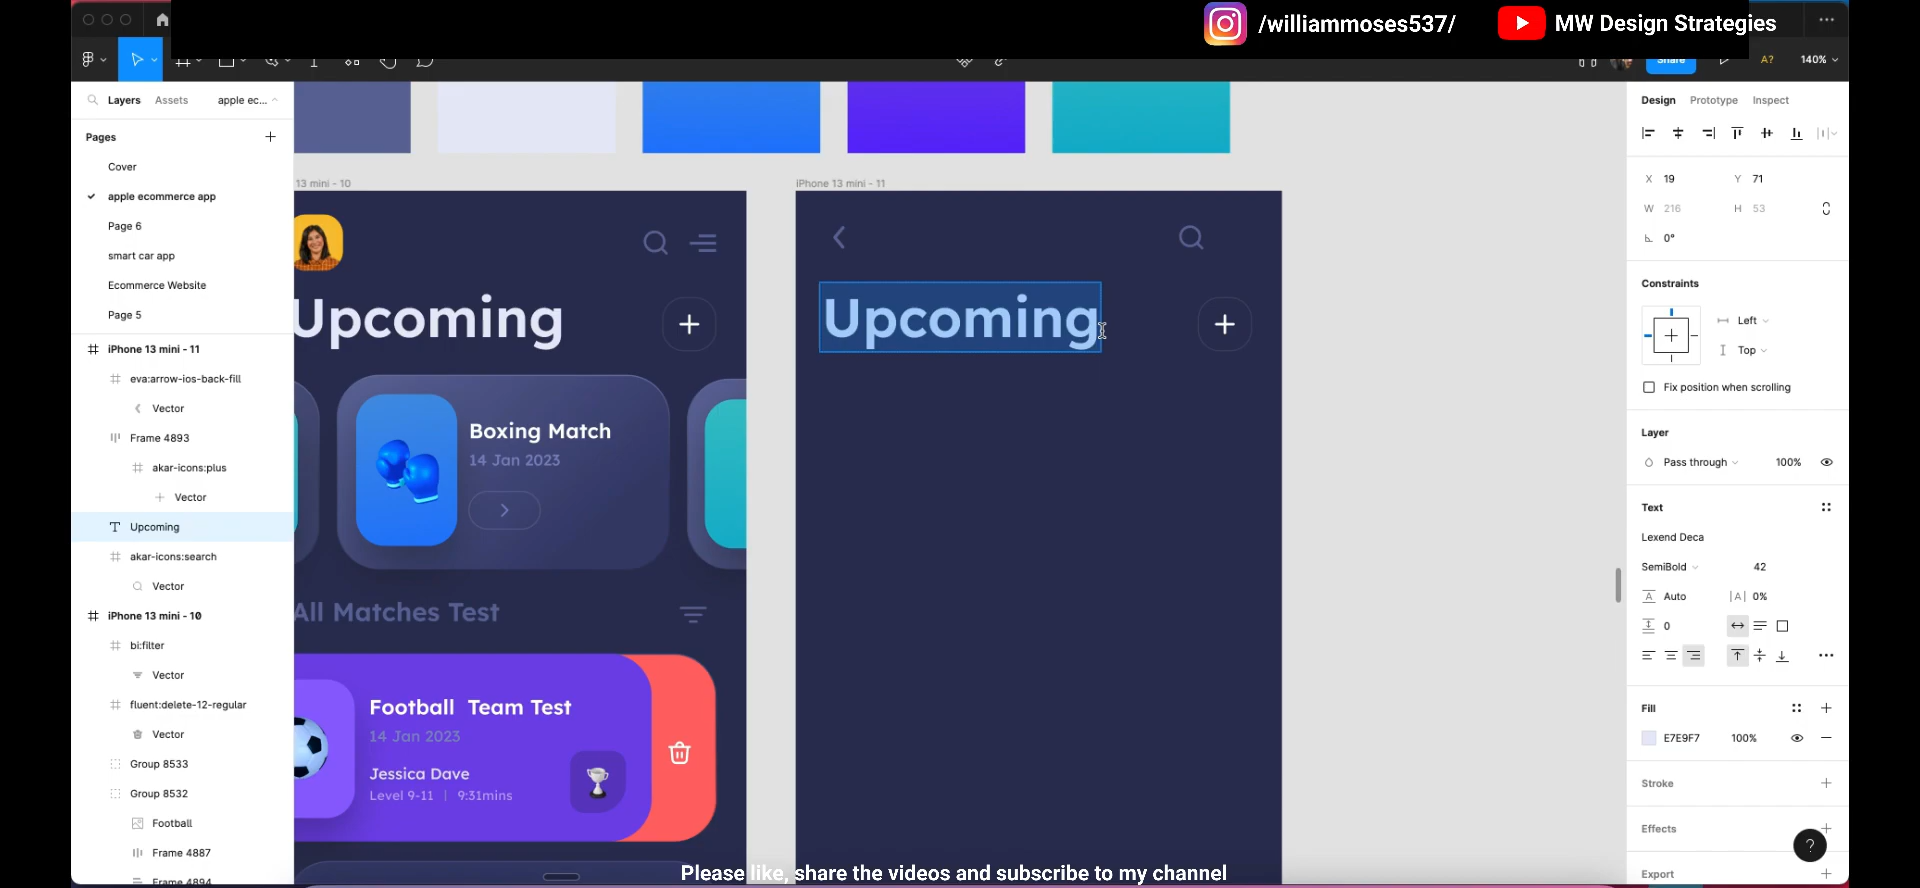 /williammoses537/
MW Design Strategies
Share
A?
140%
Layers
Assets
apple ec...
Pages
Cover
apple ecommerce app
Page 6
smart car app
Ecommerce Website
Page 5
iPhone 13 mini - 11
eva:arrow-ios-back-fill
Vector
Frame 4893
akar-icons:plus
Vector
Upcoming
akar-icons:search
Vector
iPhone 13 mini - 10
bi:filter
Vector
fluent:delete-12-regular
Vector
Group 8533
Group 8532
Football
Frame 4887
Frame 4894
13 mini - 10
Upcoming
Boxing Match
14 Jan 2023
All Matches Test
Football Team Test
14 Jan 2023
Jessica Dave
Level 9-11 | 9:31mins
iPhone 13 mini - 11
Upcoming
Design
Prototype
Inspect
X 19
Y 71
W 216
H 53
0°
Constraints
Left
Top
Fix position when scrolling
Layer
Pass through
100%
Text
Lexend Deca
SemiBold
42
Auto
|A| 0%
0
Fill
E7E9F7
100%
Stroke
Effects
?
Export
Please like, share the videos and subscribe to my channel